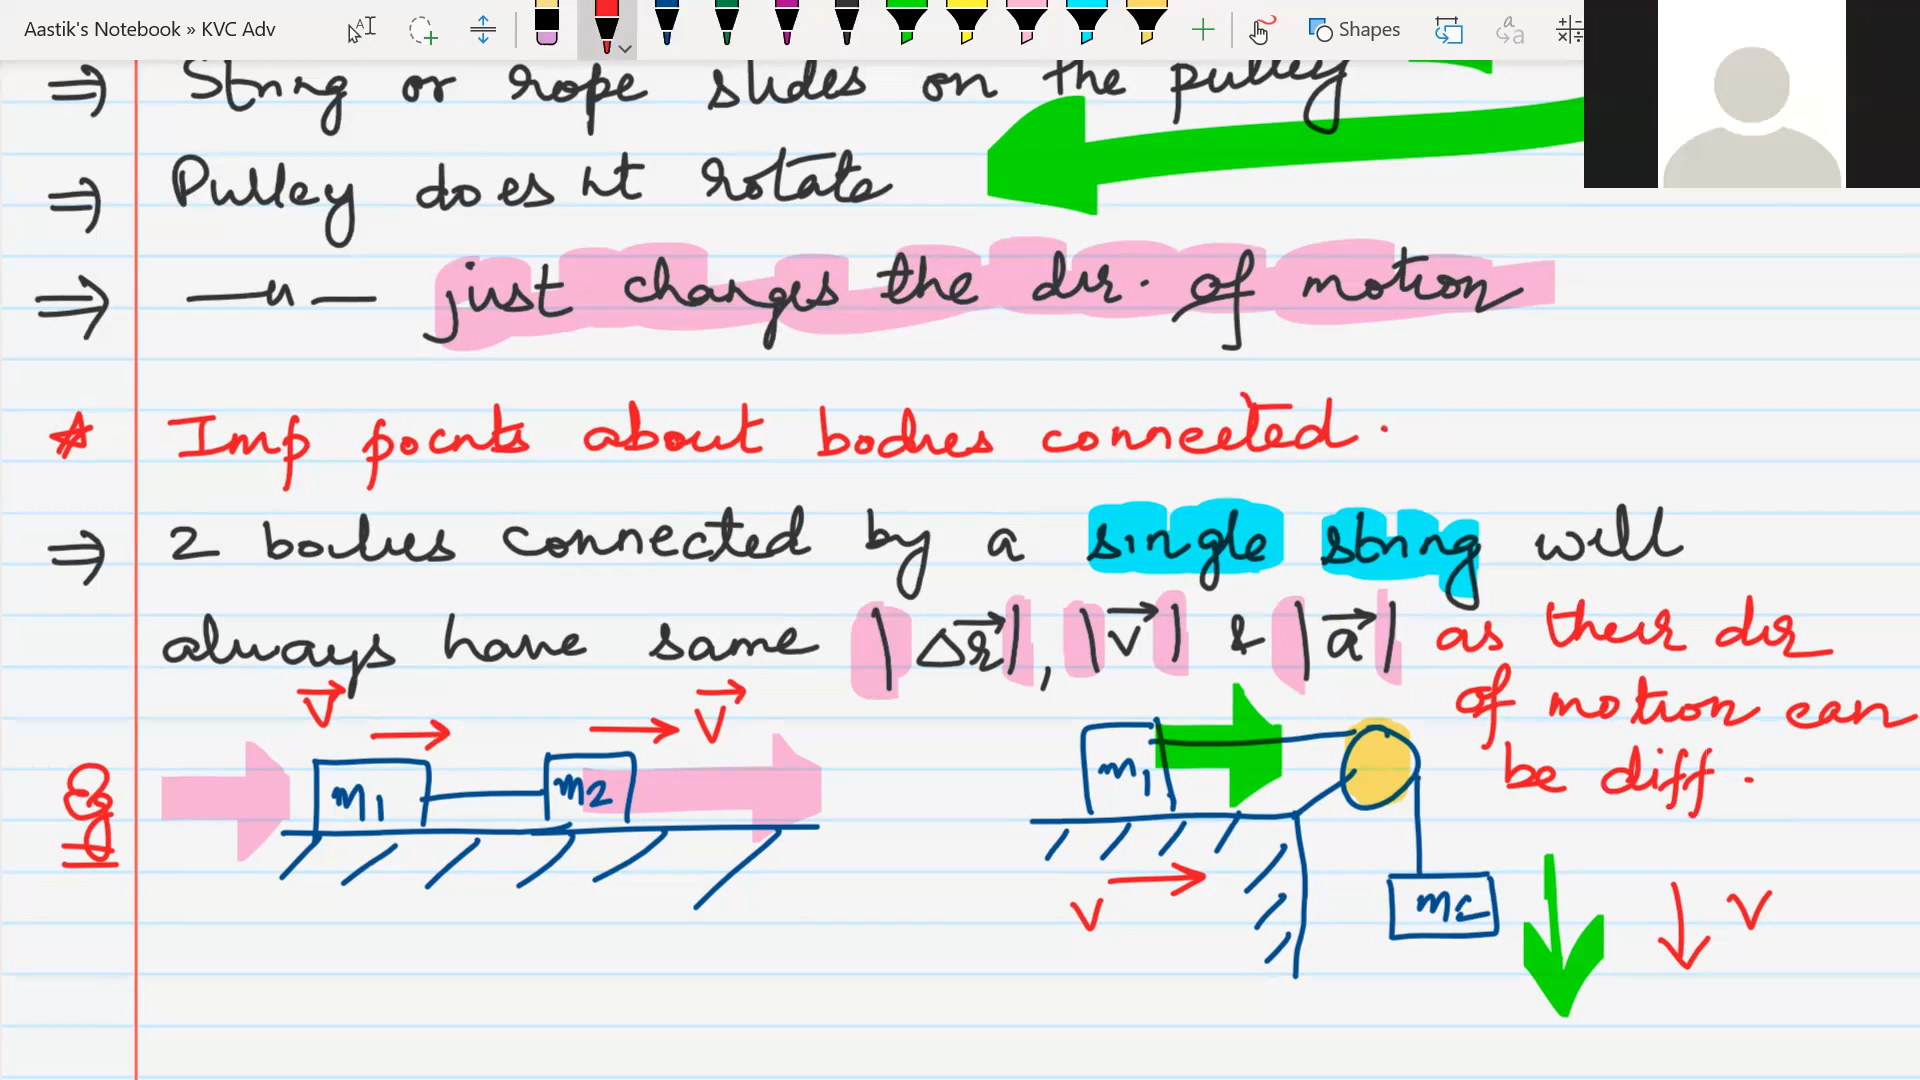 Aastik's Notebook » KVC Adv
Shapes
⇒ String or rope slides on the pulley
⇒ Pulley doesn't rotate
⇒ —u— just changes the dir. of motion
* Imp points about bodies connected.
⇒ 2 bodies connected by a single string will
always have same |Δr⃗|, |v⃗| & |a⃗| as their dir
of motion can
be diff.
Eg
v⃗
v⃗
m1
m2
m1
v
m2
v